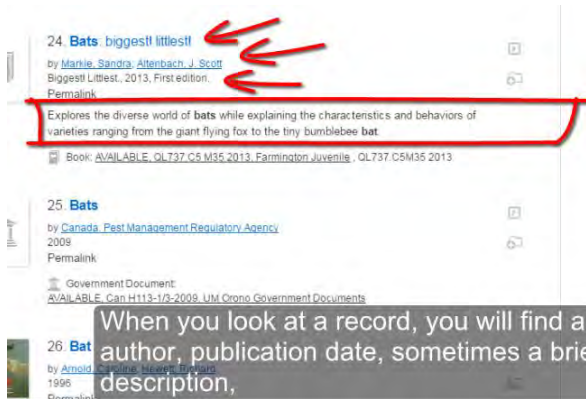 24. Bats: biggest! littlest!
by Markle, Sandra; Altenbach, J. Scott
Biggest! Littlest., 2013, First edition.
Permalink
Explores the diverse world of bats while explaining the characteristics and behaviors of
varieties ranging from the giant flying fox to the tiny bumblebee bat.
Book: AVAILABLE, QL737.C5 M35 2013, Farmington Juvenile , QL737.C5M35 2013
25. Bats
by Canada, Pest Management Regulatory Agency
2009
Permalink
Government Document:
AVAILABLE, Can H113-1/3-2009, UM Orono Government Documents
26. Bat
by Arnold, Caroline; Hewett, Richard
1996
Permalink
When you look at a record, you will find a
author, publication date, sometimes a brie
description,